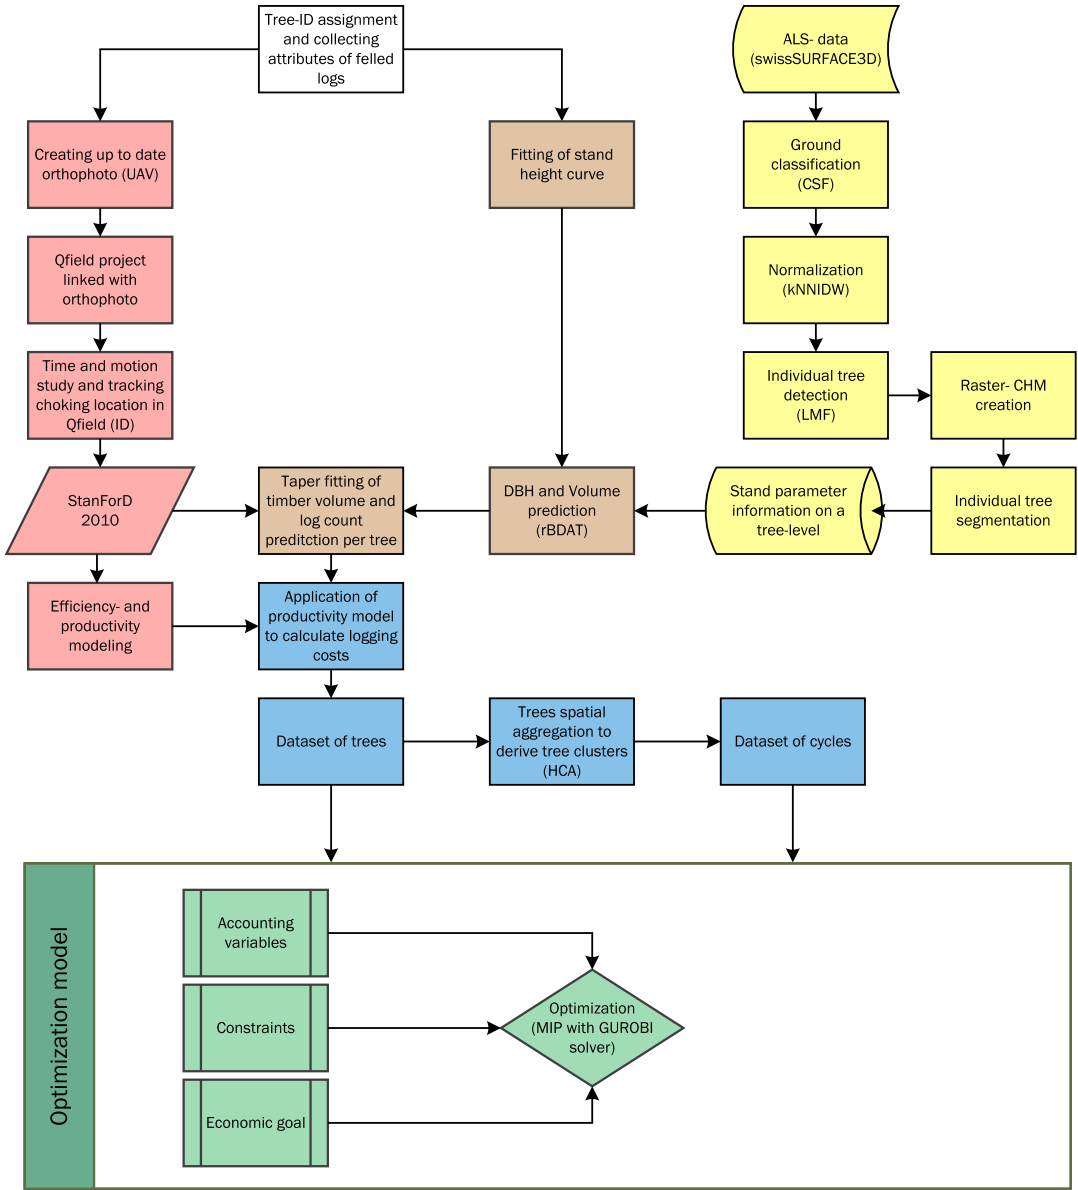 Tree-ID assignment
and collecting
attributes of felled
logs
ALS- data
(swissSURFACE3D)
Creating up to date
orthophoto (UAV)
Fitting of stand
height curve
Ground
classification
(CSF)
Qfield project
linked with
orthophoto
Normalization
(kNNIDW)
Time and motion
study and tracking
choking location in
Qfield (ID)
Individual tree
detection
(LMF)
Raster- CHM
creation
StanForD
2010
Taper fitting of
timber volume and
log count
preditction per tree
DBH and Volume
prediction
(rBDAT)
Stand parameter
information on a
tree-level
Individual tree
segmentation
Efficiency- and
productivity
modeling
Application of
productivity model
to calculate logging
costs
Dataset of trees
Trees spatial
aggregation to
derive tree clusters
(HCA)
Dataset of cycles
Optimization model
Accounting
variables
Constraints
Economic goal
Optimization
(MIP with GUROBI
solver)